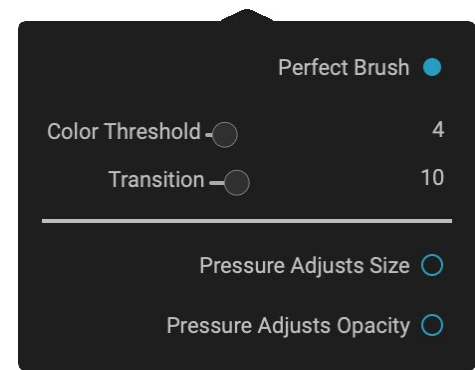 Perfect Brush
Color Threshold 4
Transition 10
Pressure Adjusts Size
Pressure Adjusts Opacity